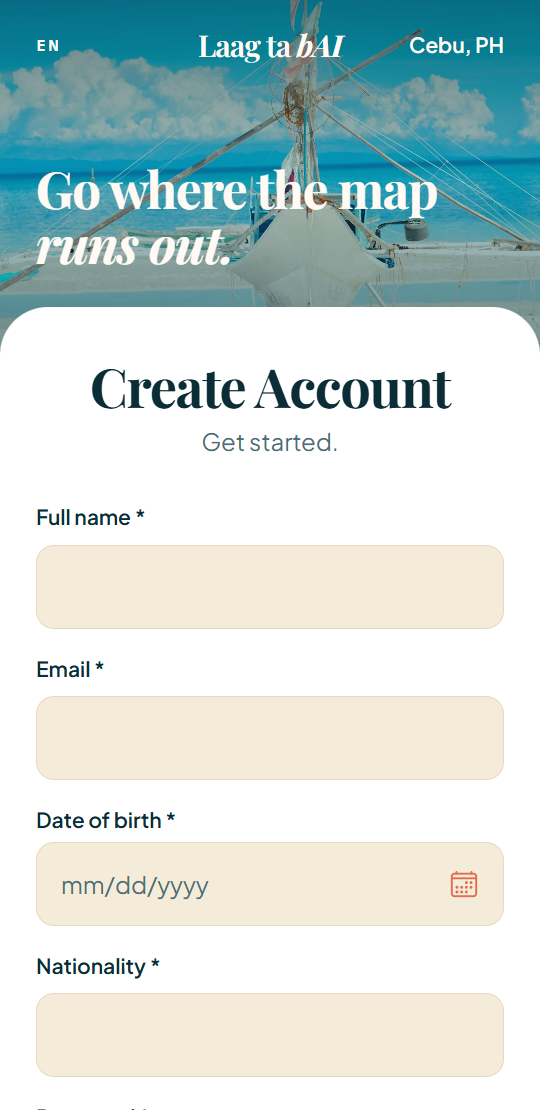 EN
Laag ta bAI
Cebu, PH
Go where the map
runs out.
Create Account
Get started.
Full name *
Email *
Date of birth *
mm/dd/yyyy
Nationality *